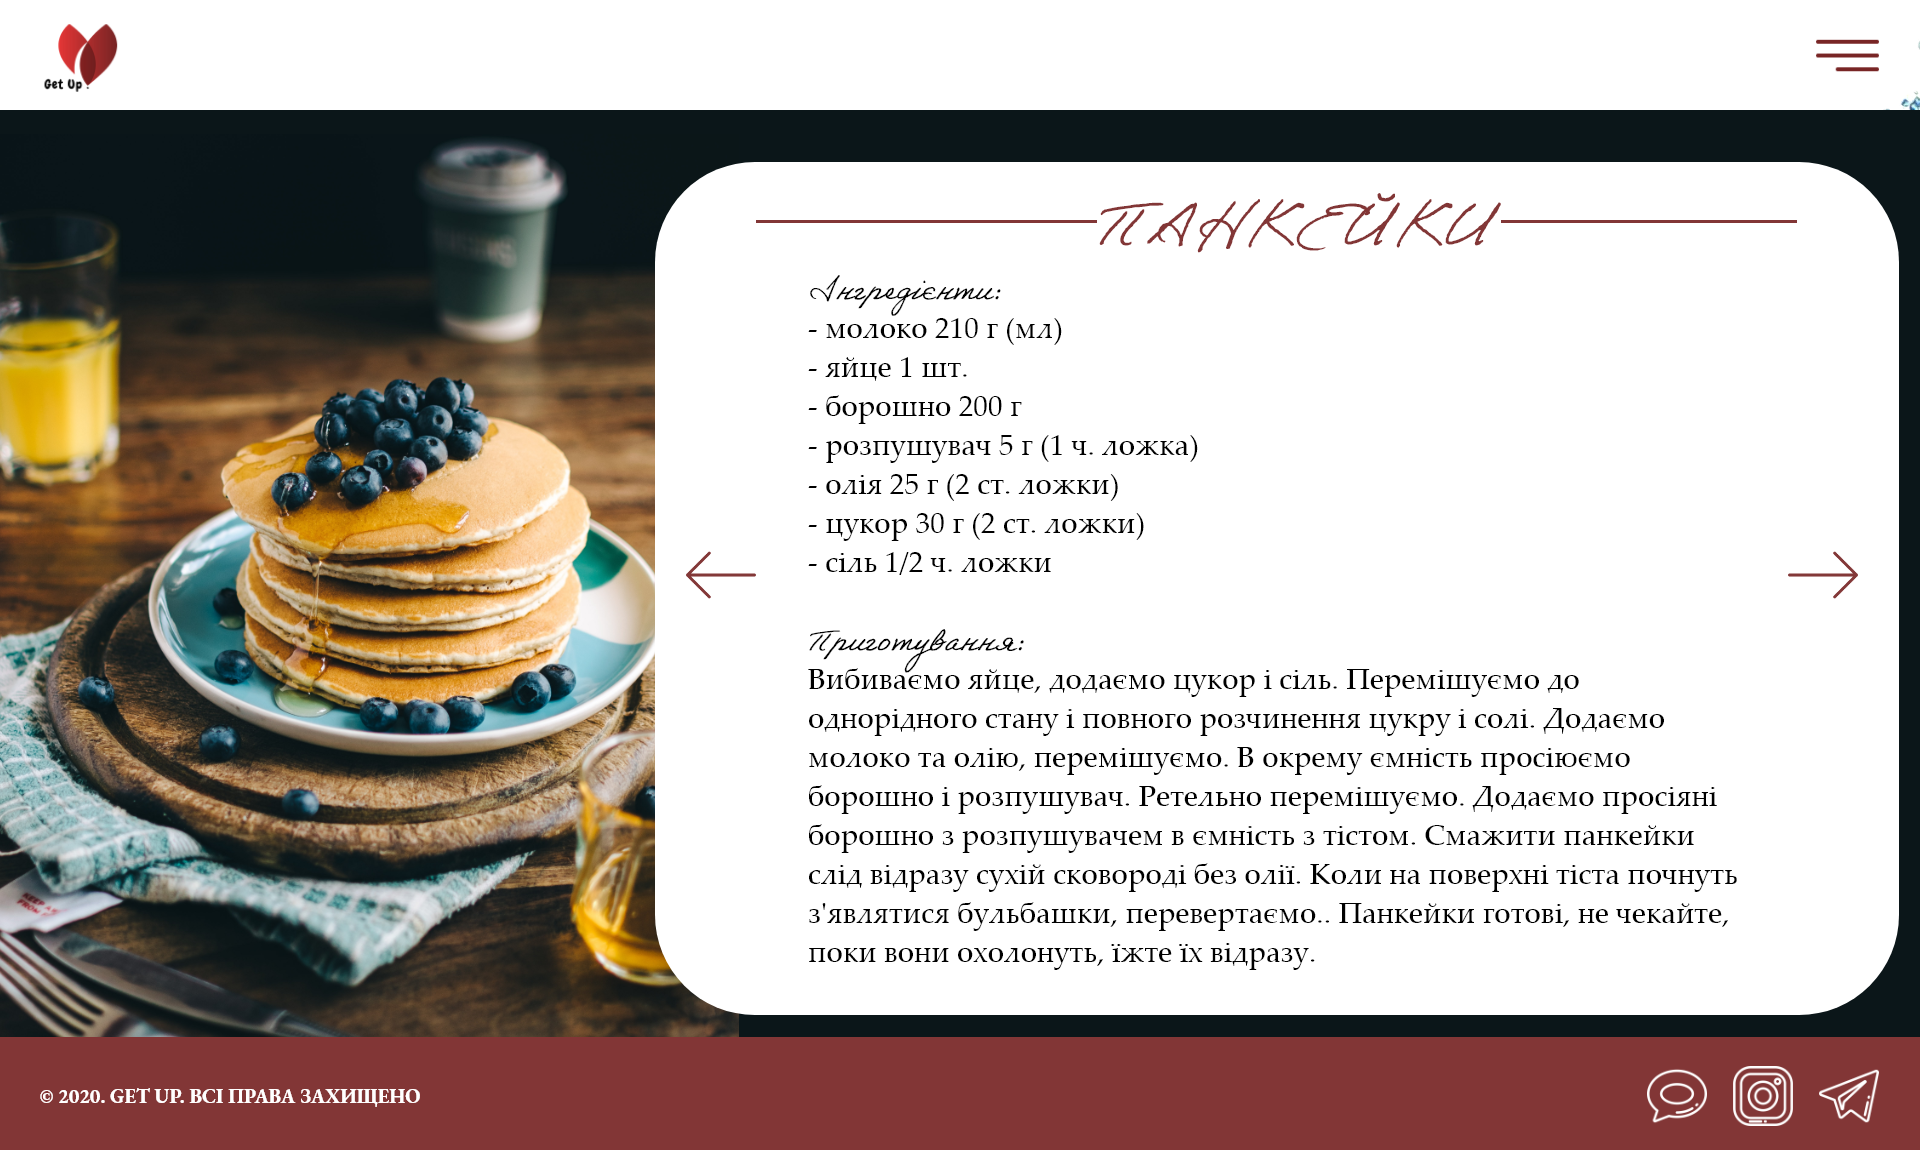 Get Up
ПАНКЕЙКИ
Інгредієнти:
- молоко 210 г (мл)
- яйце 1 шт.
- борошно 200 г
- розпушувач 5 г (1 ч. ложка)
- олія 25 г (2 ст. ложки)
- цукор 30 г (2 ст. ложки)
- сіль 1/2 ч. ложки
Приготування:
Вибиваємо яйце, додаємо цукор і сіль. Перемішуємо до
однорідного стану і повного розчинення цукру і солі. Додаємо
молоко та олію, перемішуємо. В окрему ємність просіюємо
борошно і розпушувач. Ретельно перемішуємо. Додаємо просіяні
борошно з розпушувачем в ємність з тістом. Смажити панкейки
слід відразу сухій сковороді без олії. Коли на поверхні тіста почнуть
з'являтися бульбашки, перевертаємо.. Панкейки готові, не чекайте,
поки вони охолонуть, їжте їх відразу.
© 2020. GET UP. ВСІ ПРАВА ЗАХИЩЕНО